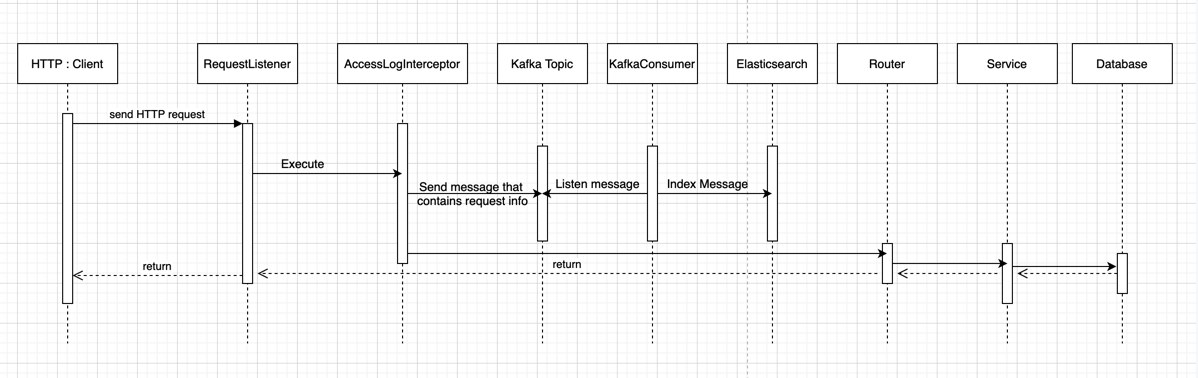 HTTP : Client
RequestListener
AccessLogInterceptor
Kafka Topic
KafkaConsumer
Elasticsearch
Router
Service
Database
send HTTP request
Execute
Send message that
contains request info
Listen message
Index Message
return
return